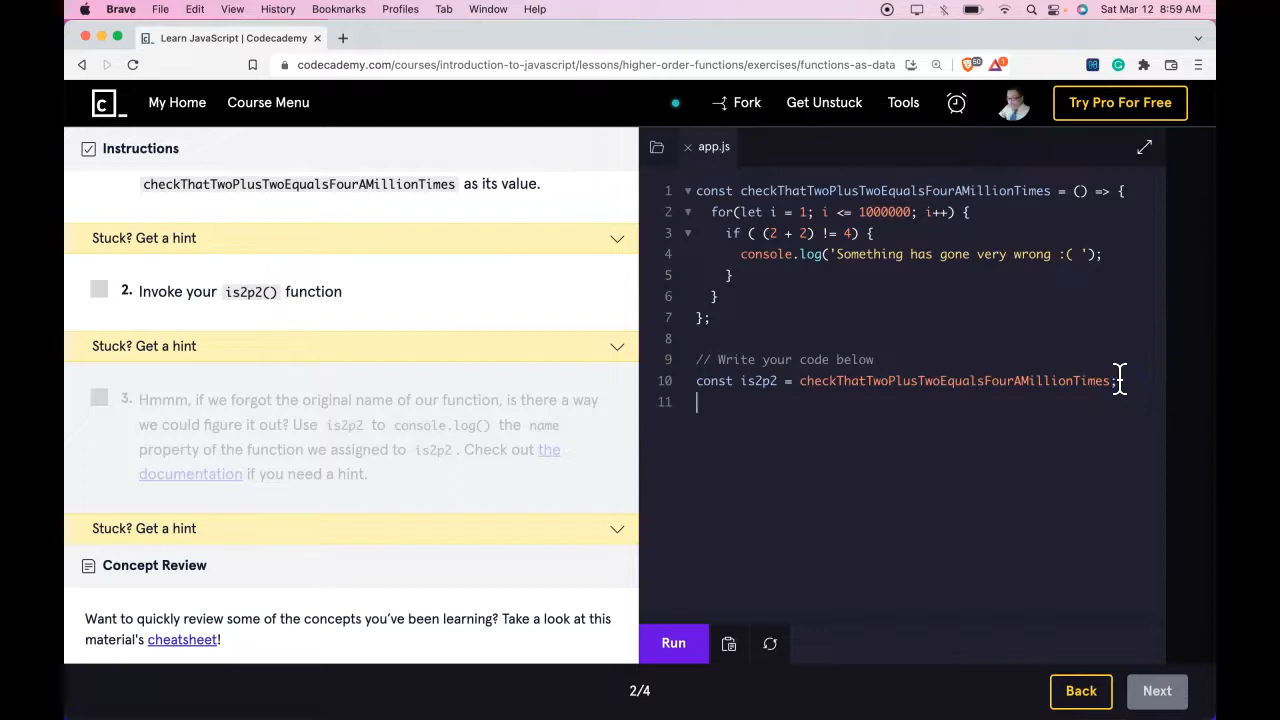 Brave File Edit View History Bookmarks Profiles Tab Window Help Sat Mar 12 8:59 AM
C_ Learn JavaScript | Codecademy
codecademy.com/courses/introduction-to-javascript/lessons/higher-order-functions/exercises/functions-as-data 50 1
c_ My Home Course Menu Fork Get Unstuck Tools Try Pro For Free
Instructions
checkThatTwoPlusTwoEqualsFourAMillionTimes as its value.
Stuck? Get a hint
2. Invoke your is2p2() function
Stuck? Get a hint
3. Hmmm, if we forgot the original name of our function, is there a way
we could figure it out? Use is2p2 to console.log() the name
property of the function we assigned to is2p2. Check out the
documentation if you need a hint.
Stuck? Get a hint
Concept Review
Want to quickly review some of the concepts you've been learning? Take a look at this
material's cheatsheet!
app.js
1 const checkThatTwoPlusTwoEqualsFourAMillionTimes = () => {
2 for(let i = 1; i <= 1000000; i++) {
3 if ( (2 + 2) != 4) {
4 console.log('Something has gone very wrong :( ');
5 }
6 }
7 };
8
9 // Write your code below
10 const is2p2 = checkThatTwoPlusTwoEqualsFourAMillionTimes;
11
Run
2/4
Back Next